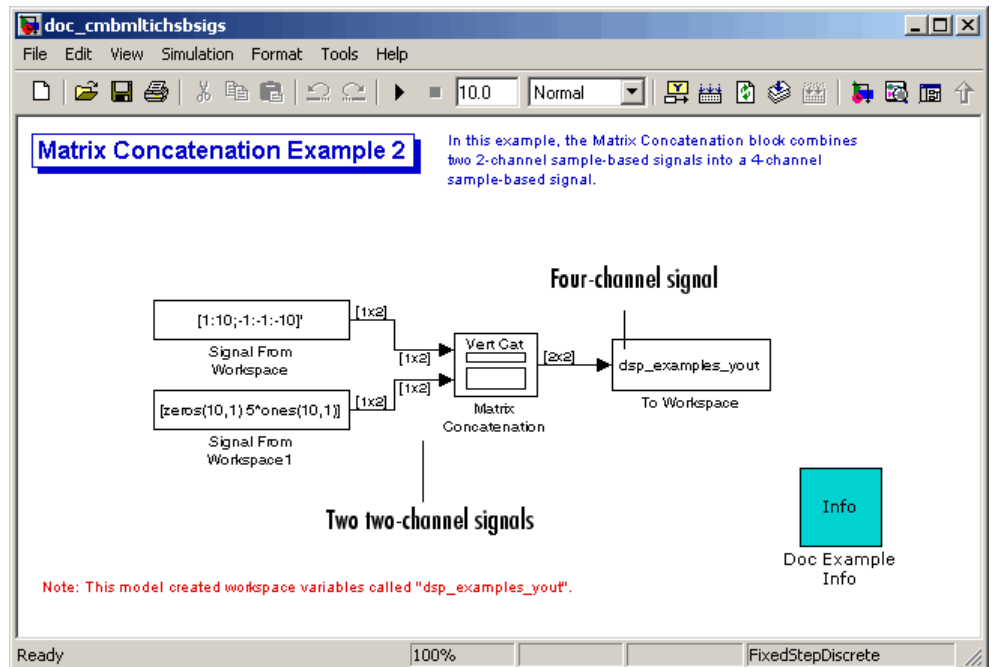 doc_cmbmltichsbsigs
File Edit View Simulation Format Tools Help
10.0 Normal
Matrix Concatenation Example 2
In this example, the Matrix Concatenation block combines
two 2-channel sample-based signals into a 4-channel
sample-based signal.
Four-channel signal
[1:10;-1:-1:-10]'
[1x2]
Signal From
Workspace
[1x2]
Vert Cat
[2x2]
dsp_examples_yout
To Workspace
[zeros(10,1) 5*ones(10,1)]
[1x2]
[1x2]
Signal From
Workspace1
Matrix
Concatenation
Two two-channel signals
Info
Doc Example
Info
Note: This model created workspace variables called "dsp_examples_yout".
Ready 100% FixedStepDiscrete